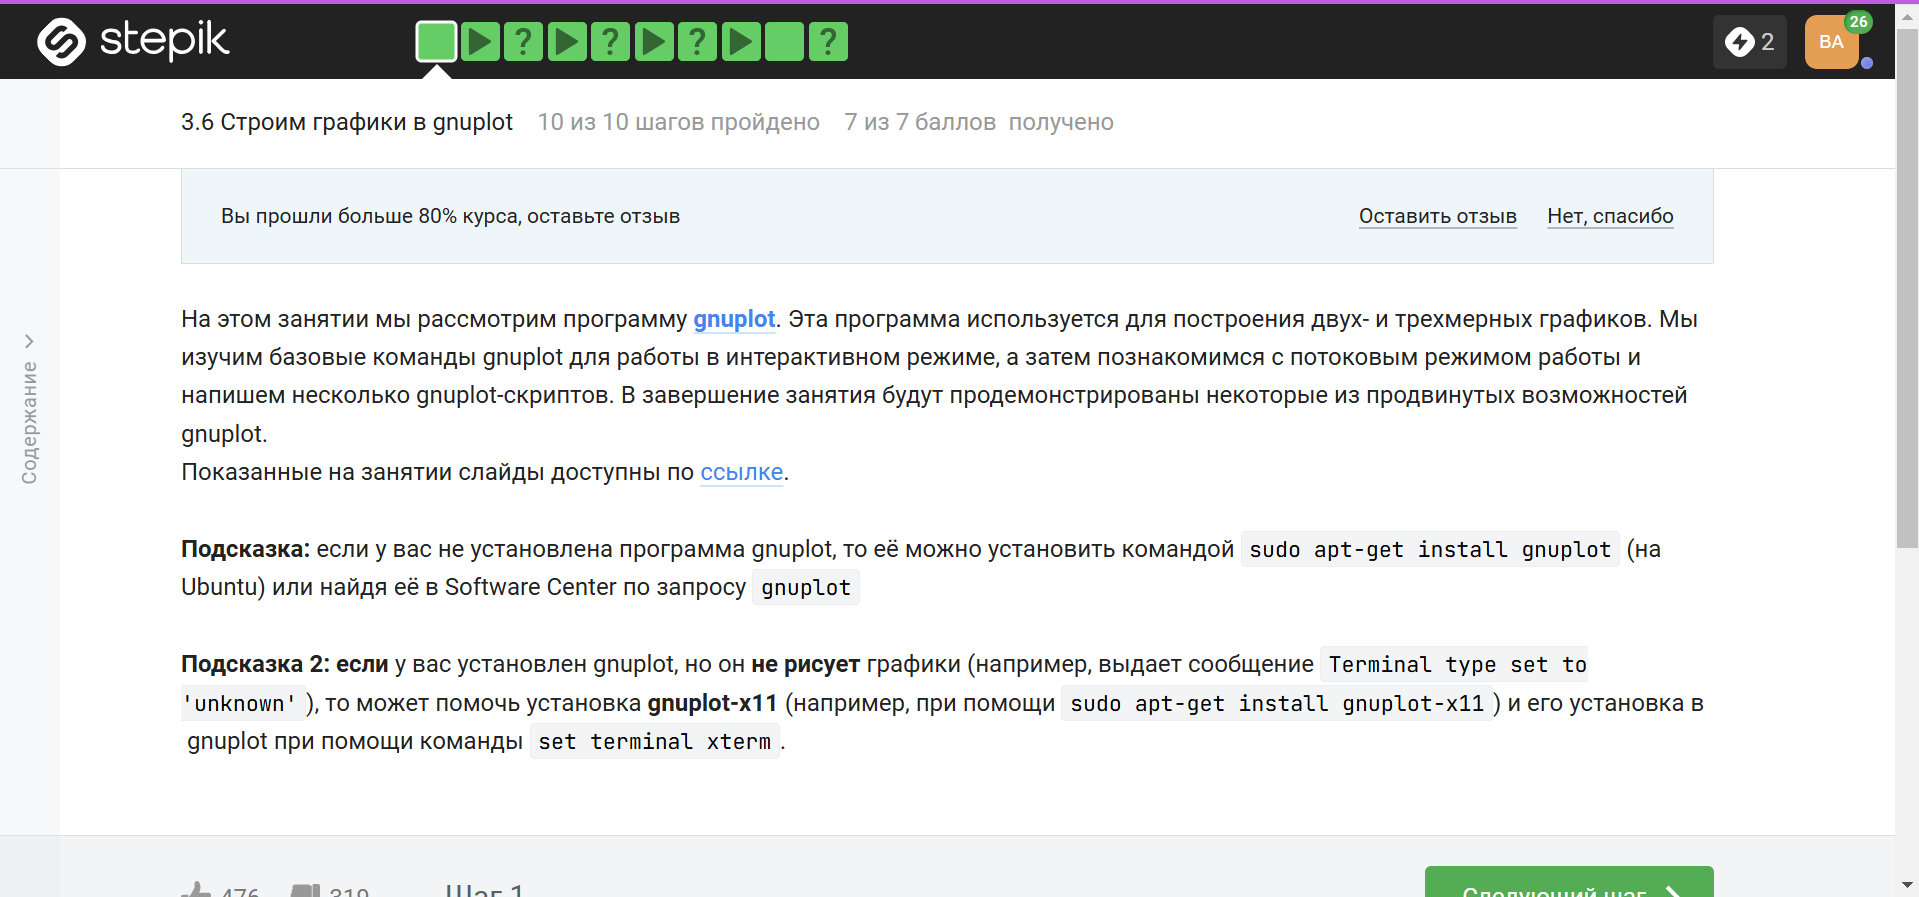 stepik
? ? ? ?
2
BA
26
3.6 Строим графики в gnuplot 10 из 10 шагов пройдено 7 из 7 баллов получено
Содержание
Вы прошли больше 80% курса, оставьте отзыв
Оставить отзыв Нет, спасибо
На этом занятии мы рассмотрим программу gnuplot. Эта программа используется для построения двух- и трехмерных графиков. Мы
изучим базовые команды gnuplot для работы в интерактивном режиме, а затем познакомимся с потоковым режимом работы и
напишем несколько gnuplot-скриптов. В завершение занятия будут продемонстрированы некоторые из продвинутых возможностей
gnuplot.
Показанные на занятии слайды доступны по ссылке.
Подсказка: если у вас не установлена программа gnuplot, то её можно установить командой sudo apt-get install gnuplot (на
Ubuntu) или найдя её в Software Center по запросу gnuplot
Подсказка 2: если у вас установлен gnuplot, но он не рисует графики (например, выдает сообщение Terminal type set to
'unknown'), то может помочь установка gnuplot-x11 (например, при помощи sudo apt-get install gnuplot-x11) и его установка в
gnuplot при помощи команды set terminal xterm.
476 319 Шаг 1
Следующий шаг